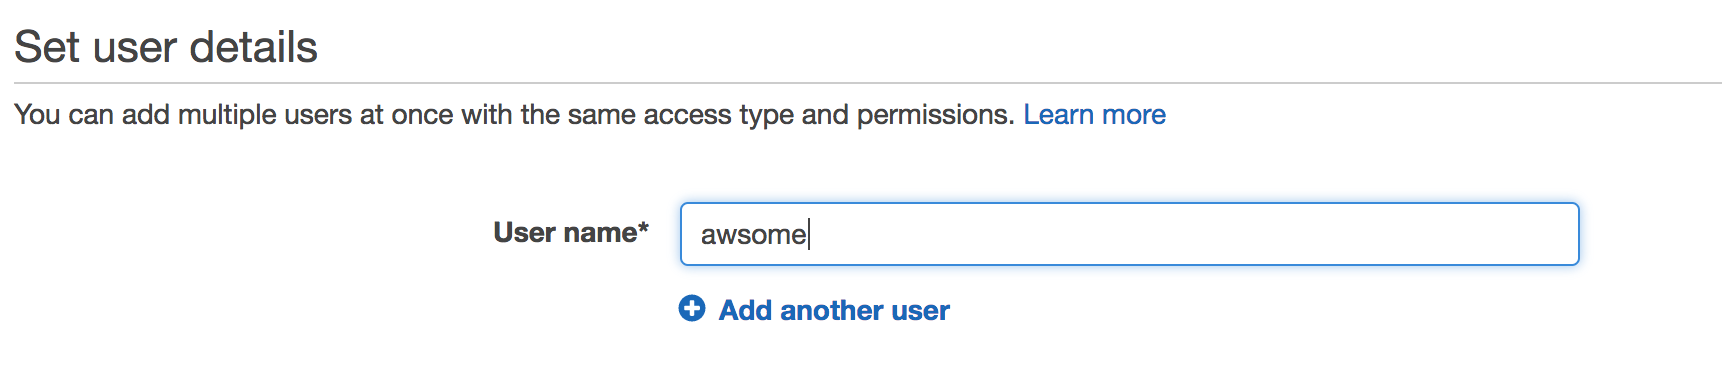 Set user details
You can add multiple users at once with the same access type and permissions. Learn more
User name* awsome
Add another user